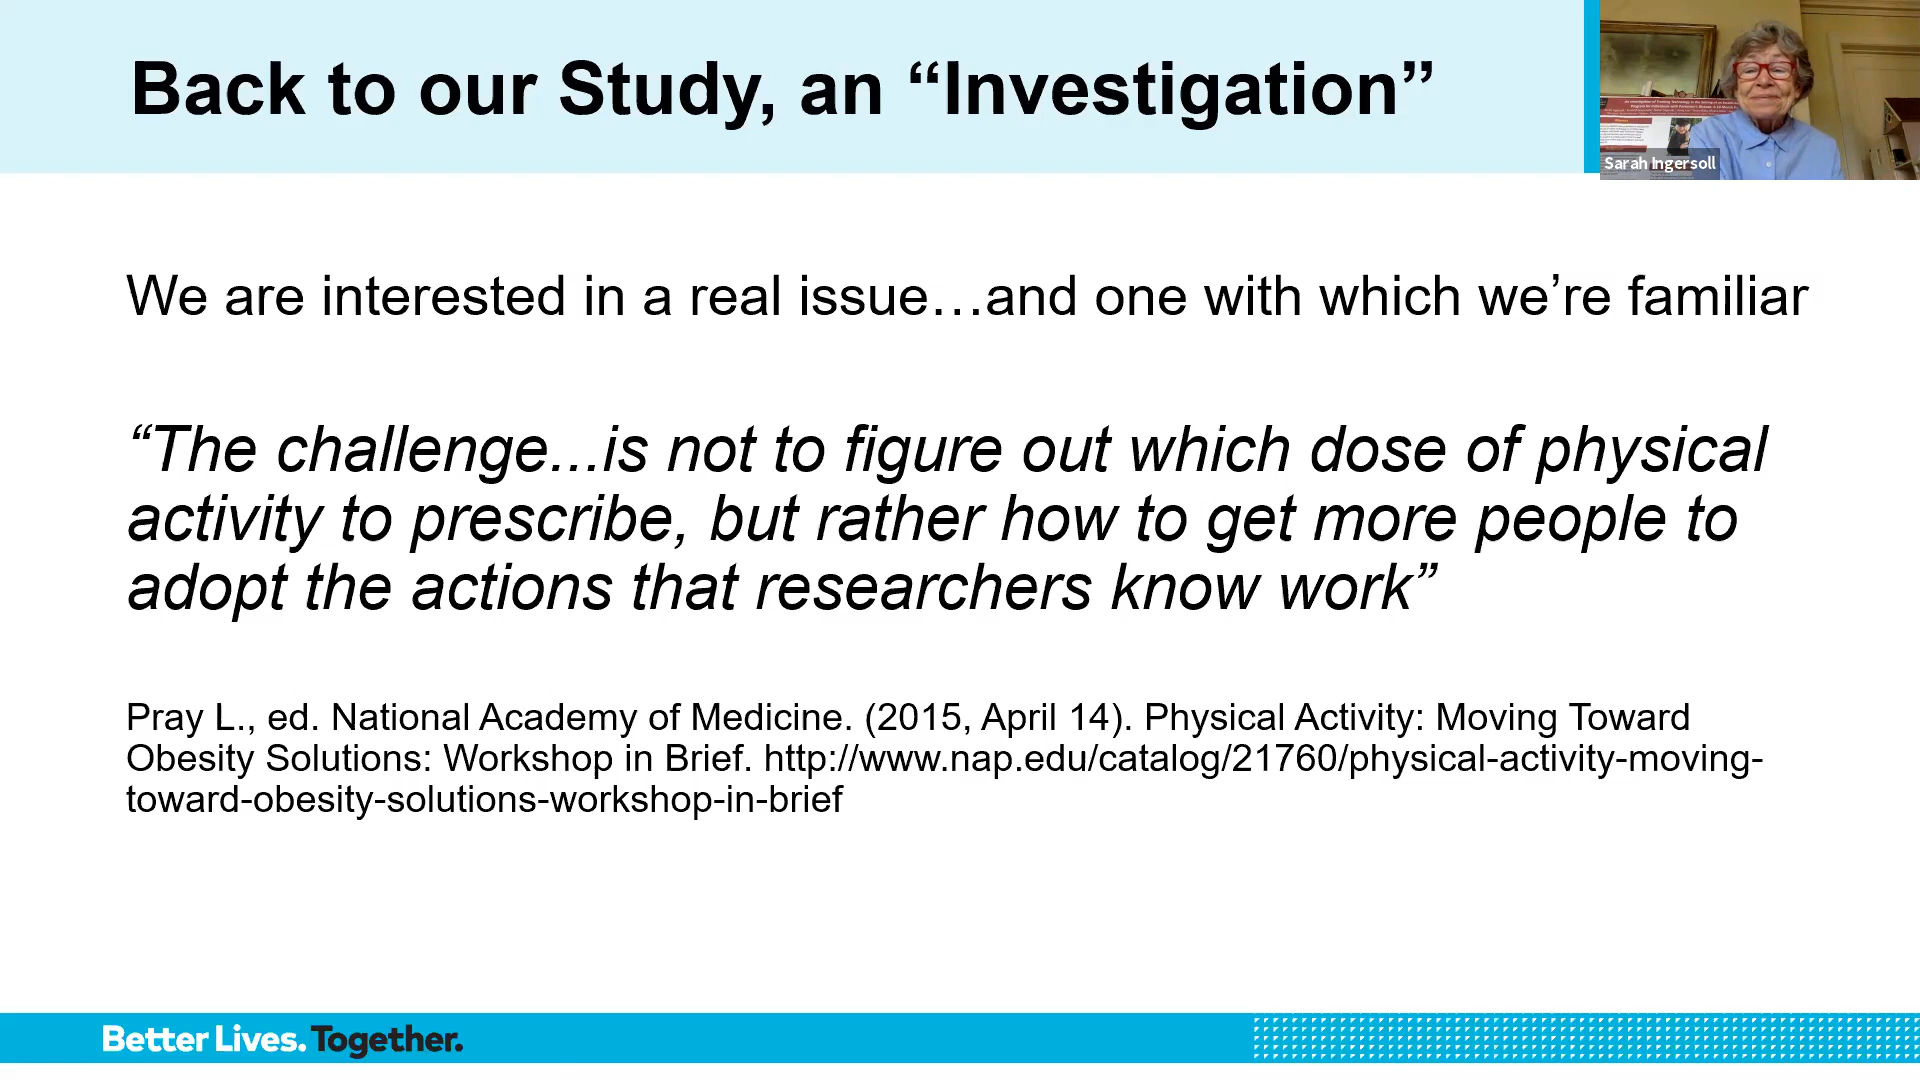 Back to our Study, an “Investigation”
Sarah Ingersoll
We are interested in a real issue…and one with which we’re familiar
“The challenge...is not to figure out which dose of physical
activity to prescribe, but rather how to get more people to
adopt the actions that researchers know work”
Pray L., ed. National Academy of Medicine. (2015, April 14). Physical Activity: Moving Toward
Obesity Solutions: Workshop in Brief. http://www.nap.edu/catalog/21760/physical-activity-moving-
toward-obesity-solutions-workshop-in-brief
Better Lives. Together.